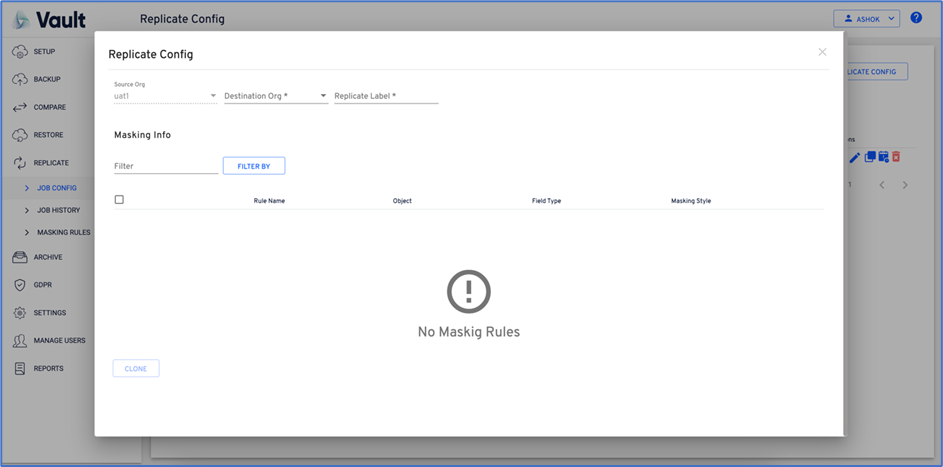 Vault
Replicate Config
ASHOK
?
SETUP
BACKUP
COMPARE
RESTORE
REPLICATE
JOB CONFIG
JOB HISTORY
MASKING RULES
ARCHIVE
GDPR
SETTINGS
MANAGE USERS
REPORTS
LICATE CONFIG
ns
1
Replicate Config
Source Org
uat1
Destination Org *
Replicate Label *
Masking Info
Filter
FILTER BY
Rule Name Object Field Type Masking Style
No Maskig Rules
CLONE